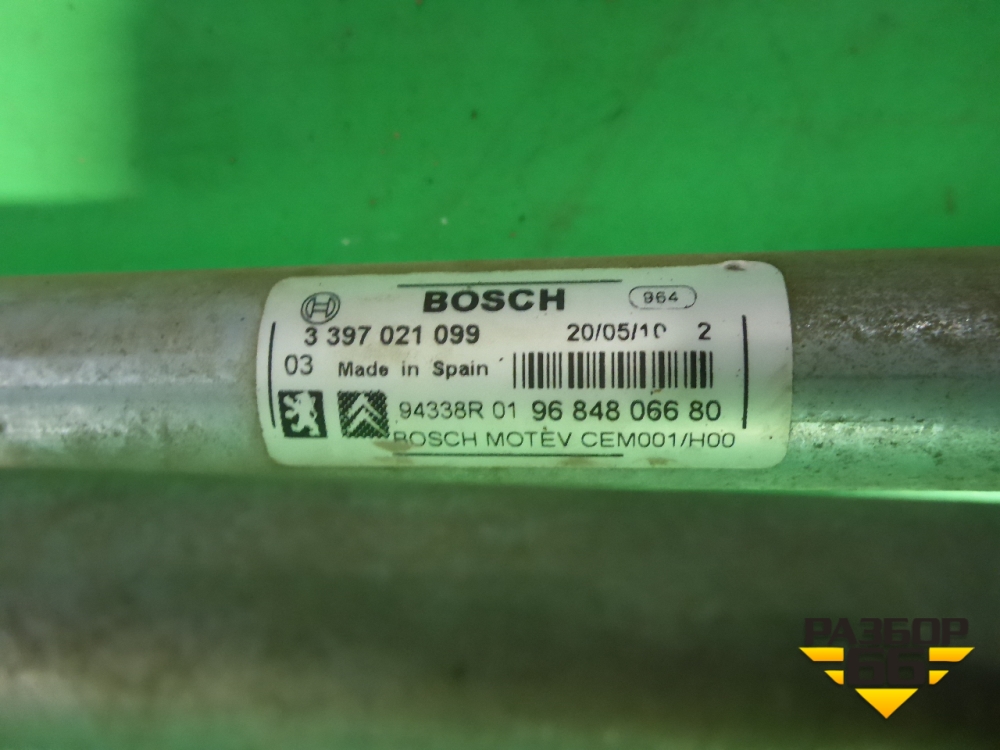 BOSCH 964
3 397 021 099 20/05/10 2
03 Made in Spain
94338R 01 96 848 066 80
BOSCH MOTEV CEM001/H00
РАЗБОР
66